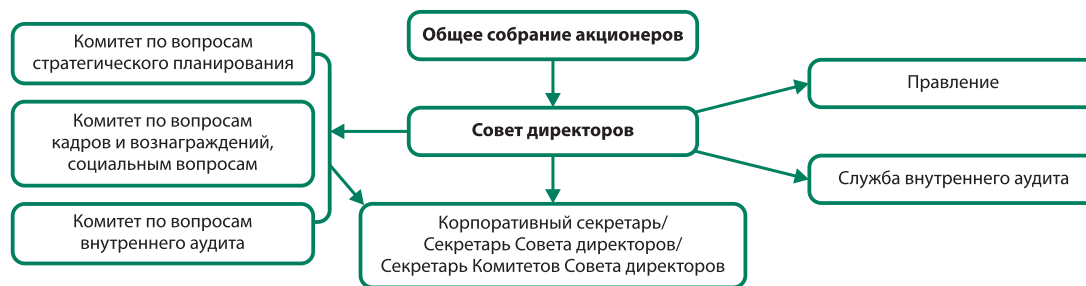 Комитет по вопросам
стратегического планирования
Общее собрание акционеров
Правление
Комитет по вопросам
кадров и вознаграждений,
социальным вопросам
Совет директоров
Служба внутреннего аудита
Комитет по вопросам
внутреннего аудита
Корпоративный секретарь/
Секретарь Совета директоров/
Секретарь Комитетов Совета директоров